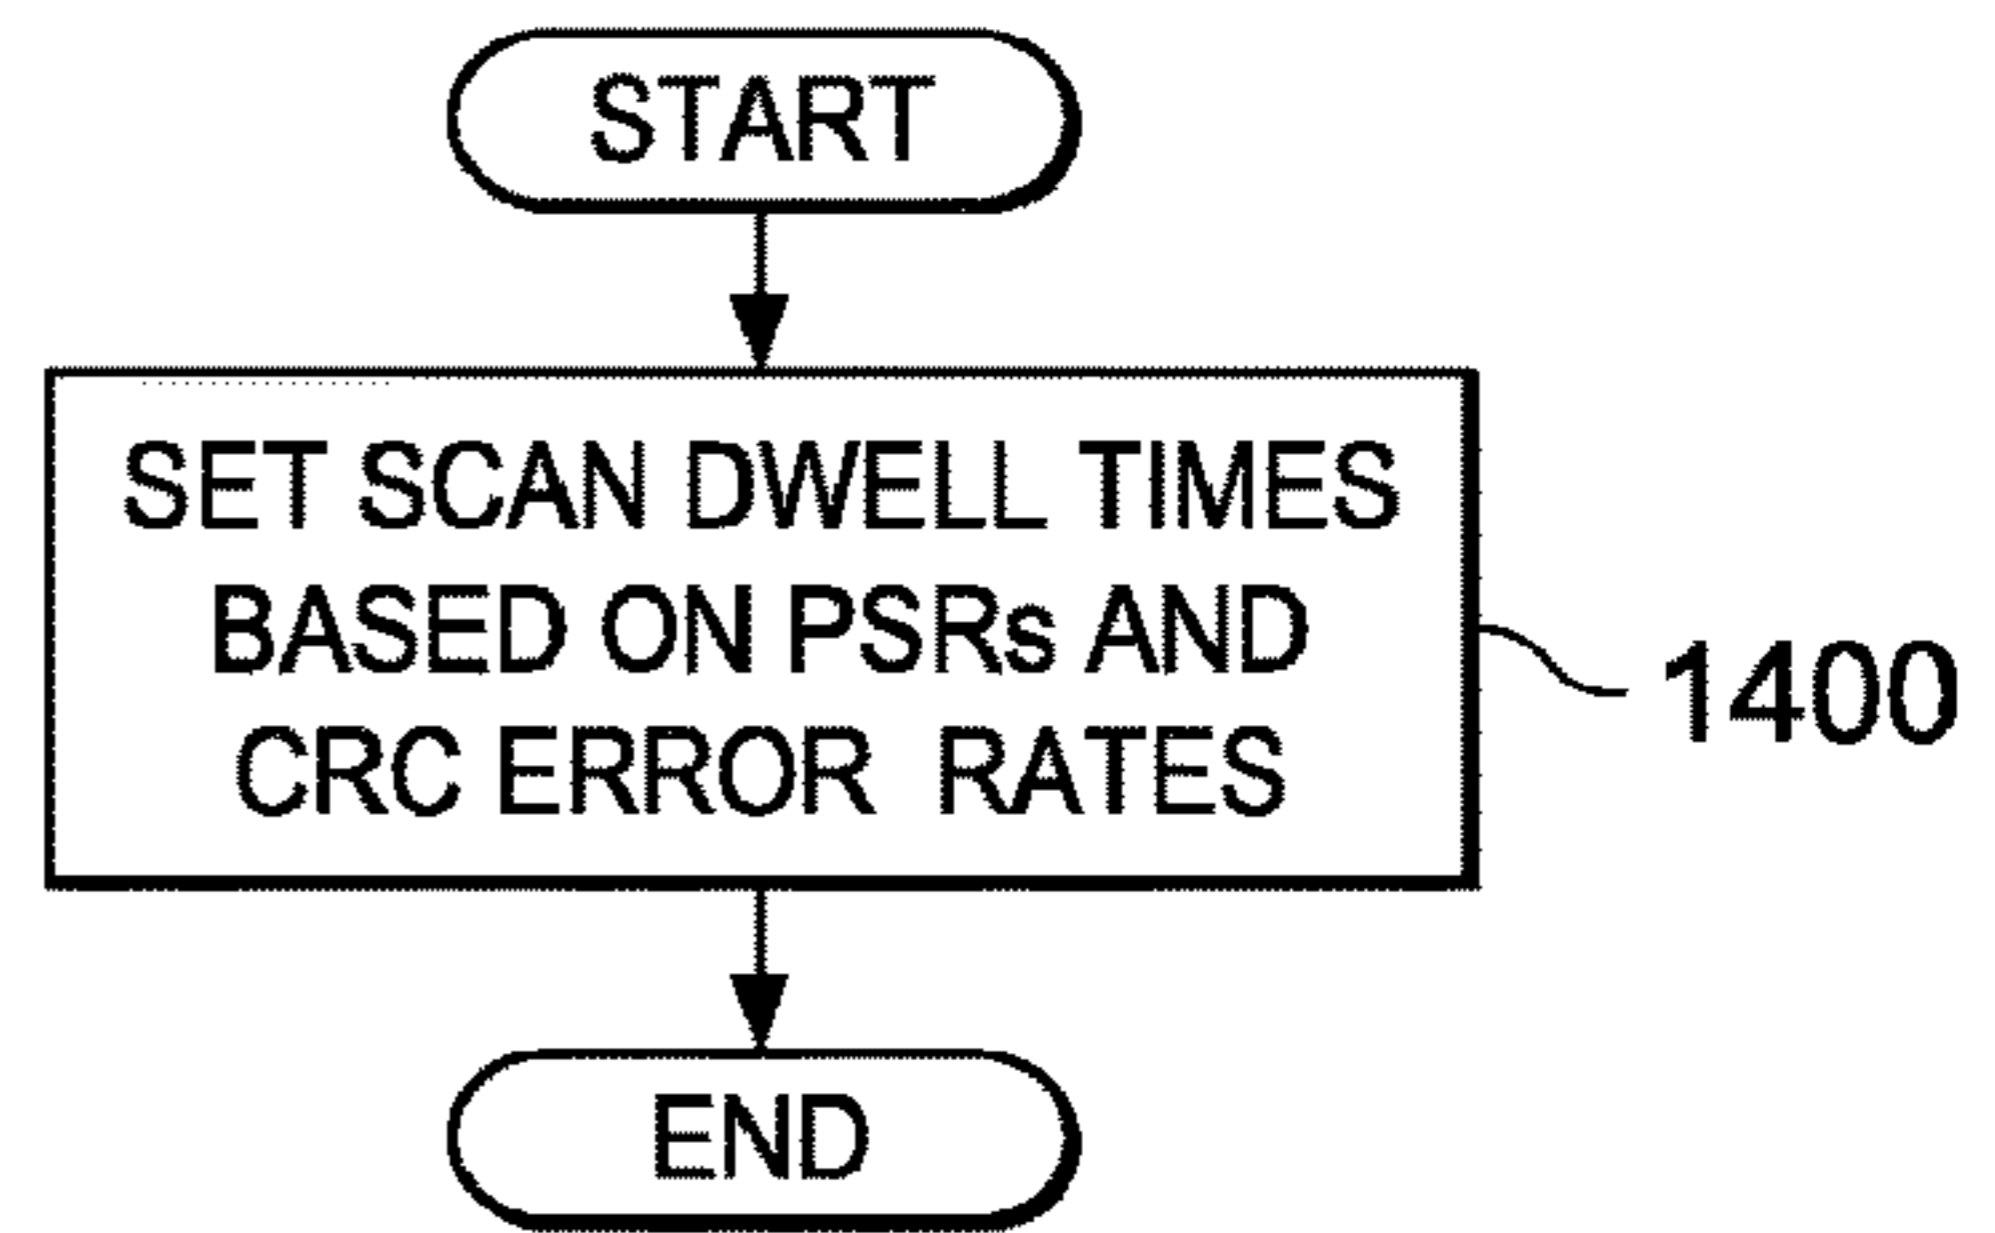 START
SET SCAN DWELL TIMES
BASED ON PSRs AND
CRC ERROR RATES
1400
END